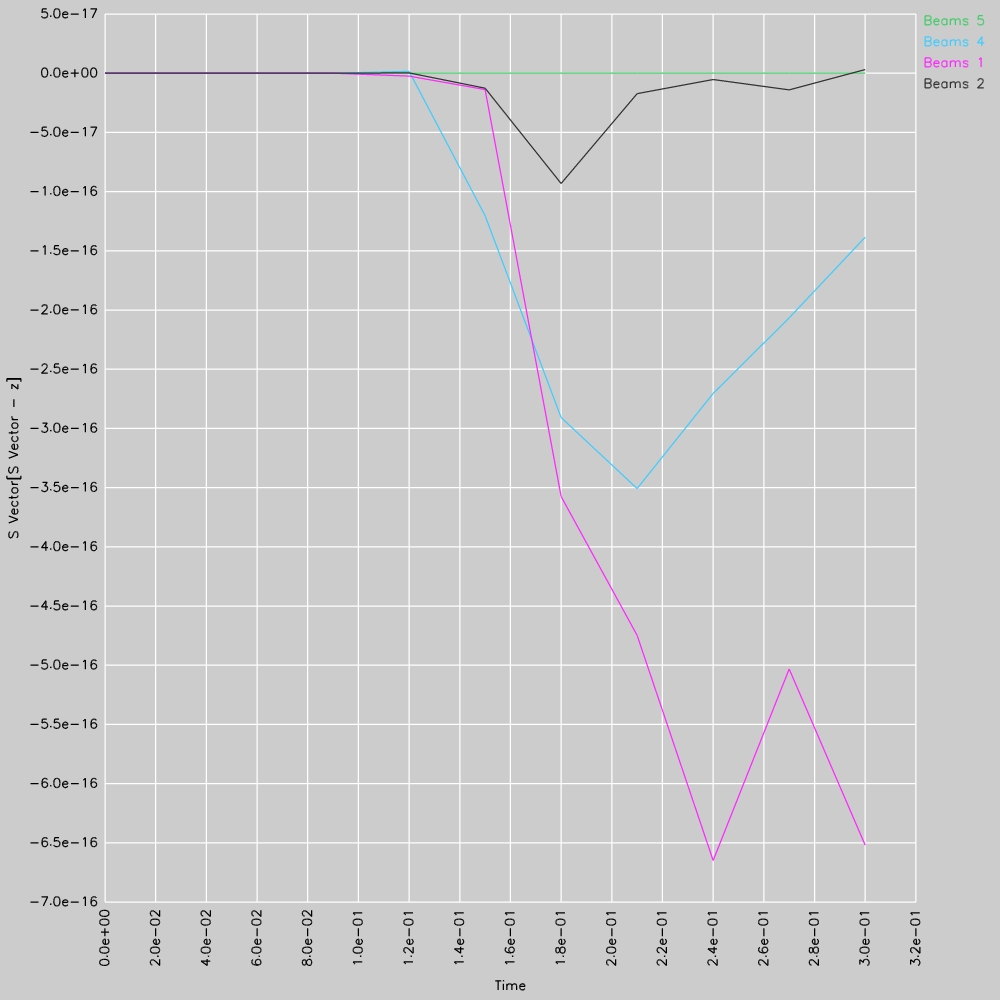 5.0e-17
0.0e+00
-5.0e-17
-1.0e-16
-1.5e-16
-2.0e-16
-2.5e-16
-3.0e-16
-3.5e-16
-4.0e-16
-4.5e-16
-5.0e-16
-5.5e-16
-6.0e-16
-6.5e-16
-7.0e-16
S Vector[S Vector - z]
0.0e+00
2.0e-02
4.0e-02
6.0e-02
8.0e-02
1.0e-01
1.2e-01
1.4e-01
1.6e-01
1.8e-01
2.0e-01
2.2e-01
2.4e-01
2.6e-01
2.8e-01
3.0e-01
3.2e-01
Time
Beams 5
Beams 4
Beams 1
Beams 2